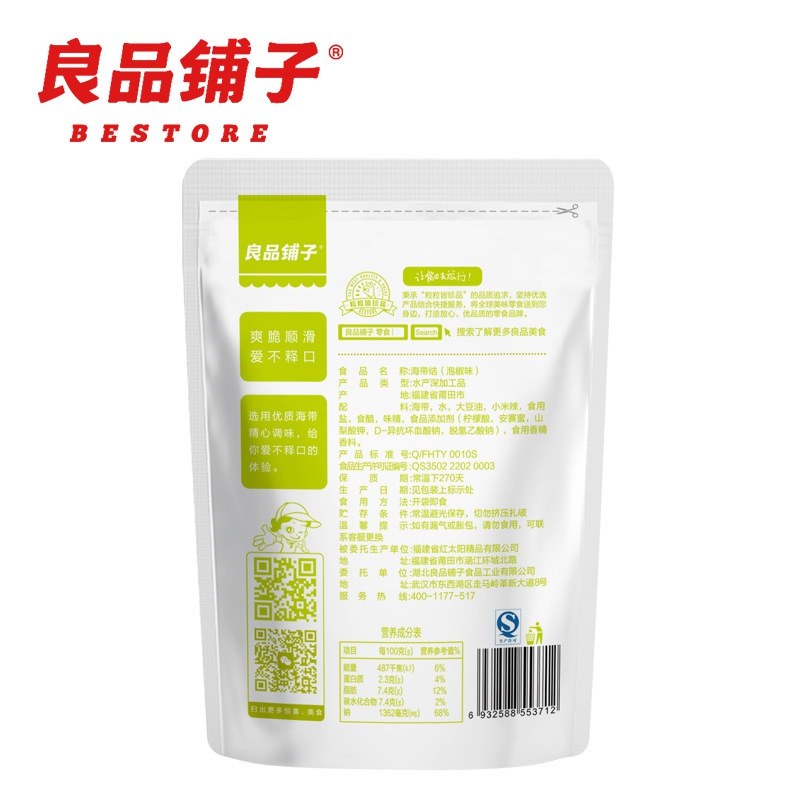 良品铺子®
BESTORE
良品铺子®
让嘴巴去旅行！
秉承“粒粒皆珍品”的品质追求，坚持优选
产品结合快捷服务，将全球美味零食送到您
身边，打造放心，优品质的零食品牌。
粒粒皆珍品
良品铺子 零食| Search 搜索了解更多良品美食
爽脆顺滑
爱不释口
选用优质海带
精心调味，给
你爱不释口的
体验。
食品名称:海带结（泡椒味）
产品类型:水产深加工品
产地:福建省莆田市
配料:海带，水，大豆油，小米辣，食用
盐，食醋，味精，食品添加剂（柠檬酸，安赛蜜，山
梨酸钾，D-异抗坏血酸钠，脱氢乙酸钠），食用香精
香料。
产品标准号:Q/FHTY 0010S
食品生产许可证编号:QS3502 2202 0003
保质期:常温下270天
生产日期:见包装上标示处
食用方法:开袋即食
贮存条件:常温避光保存，切勿挤压扎破
温馨提示:如有漏气或胀包，请勿食用，可联
系客服更换
被委托生产单位:福建省红太阳精品有限公司
地址:福建省莆田市涵江环城北路
委托单位:湖北良品铺子食品工业有限公司
地址:武汉市东西湖区走马岭革新大道8号
服务热线:400-1177-517
营养成分表
项目 每100克(g) 营养参考值%
能量 487千焦(kJ) 6%
蛋白质 2.3克(g) 4%
脂肪 7.4克(g) 12%
碳水化合物 7.4克(g) 2%
钠 1362毫克(mg) 68%
QS
生产许可
6 932588 553712
扫出更多惊喜，美食